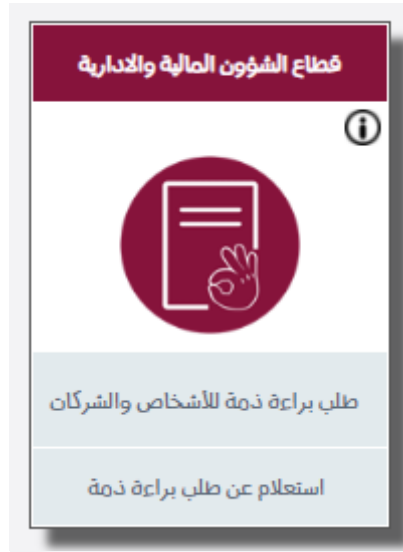 قطاع الشؤون المالية والادارية
طلب براءة ذمة للأشخاص والشركات
استعلام عن طلب براءة ذمة